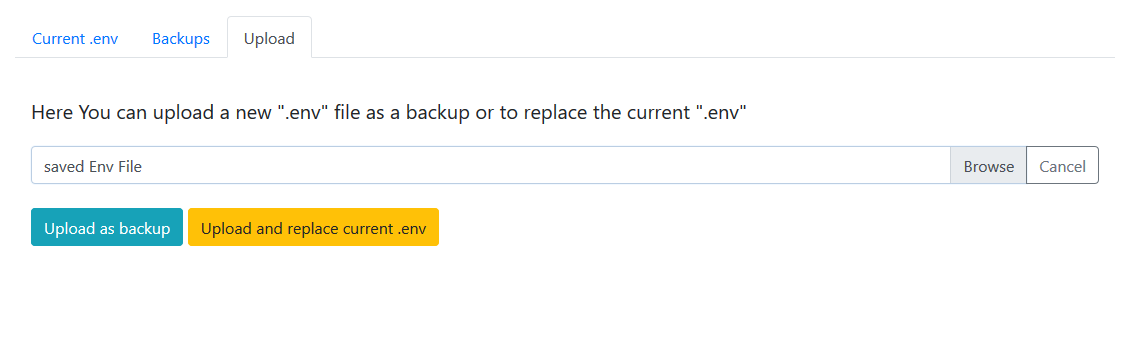 Current .env Backups Upload
Here You can upload a new ".env" file as a backup or to replace the current ".env"
saved Env File Browse Cancel
Upload as backup Upload and replace current .env